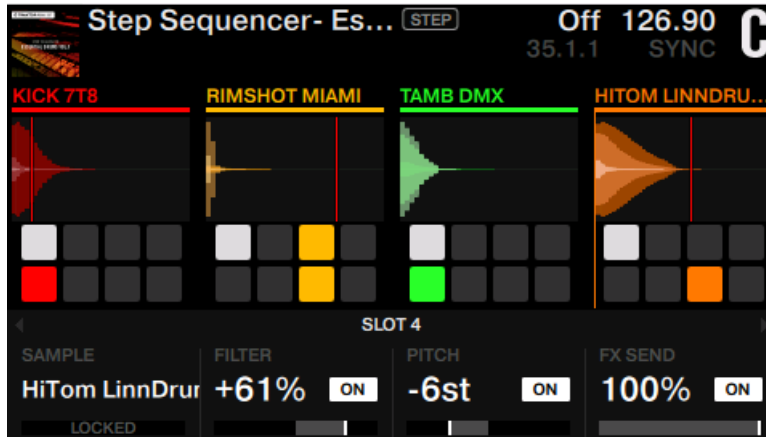 Step Sequencer- Es... STEP Off 126.90 C
35.1.1 SYNC
KICK 7T8 RIMSHOT MIAMI TAMB DMX HITOM LINNDRU...
SLOT 4
SAMPLE FILTER PITCH FX SEND
HiTom LinnDrur +61% ON -6st ON 100% ON
LOCKED